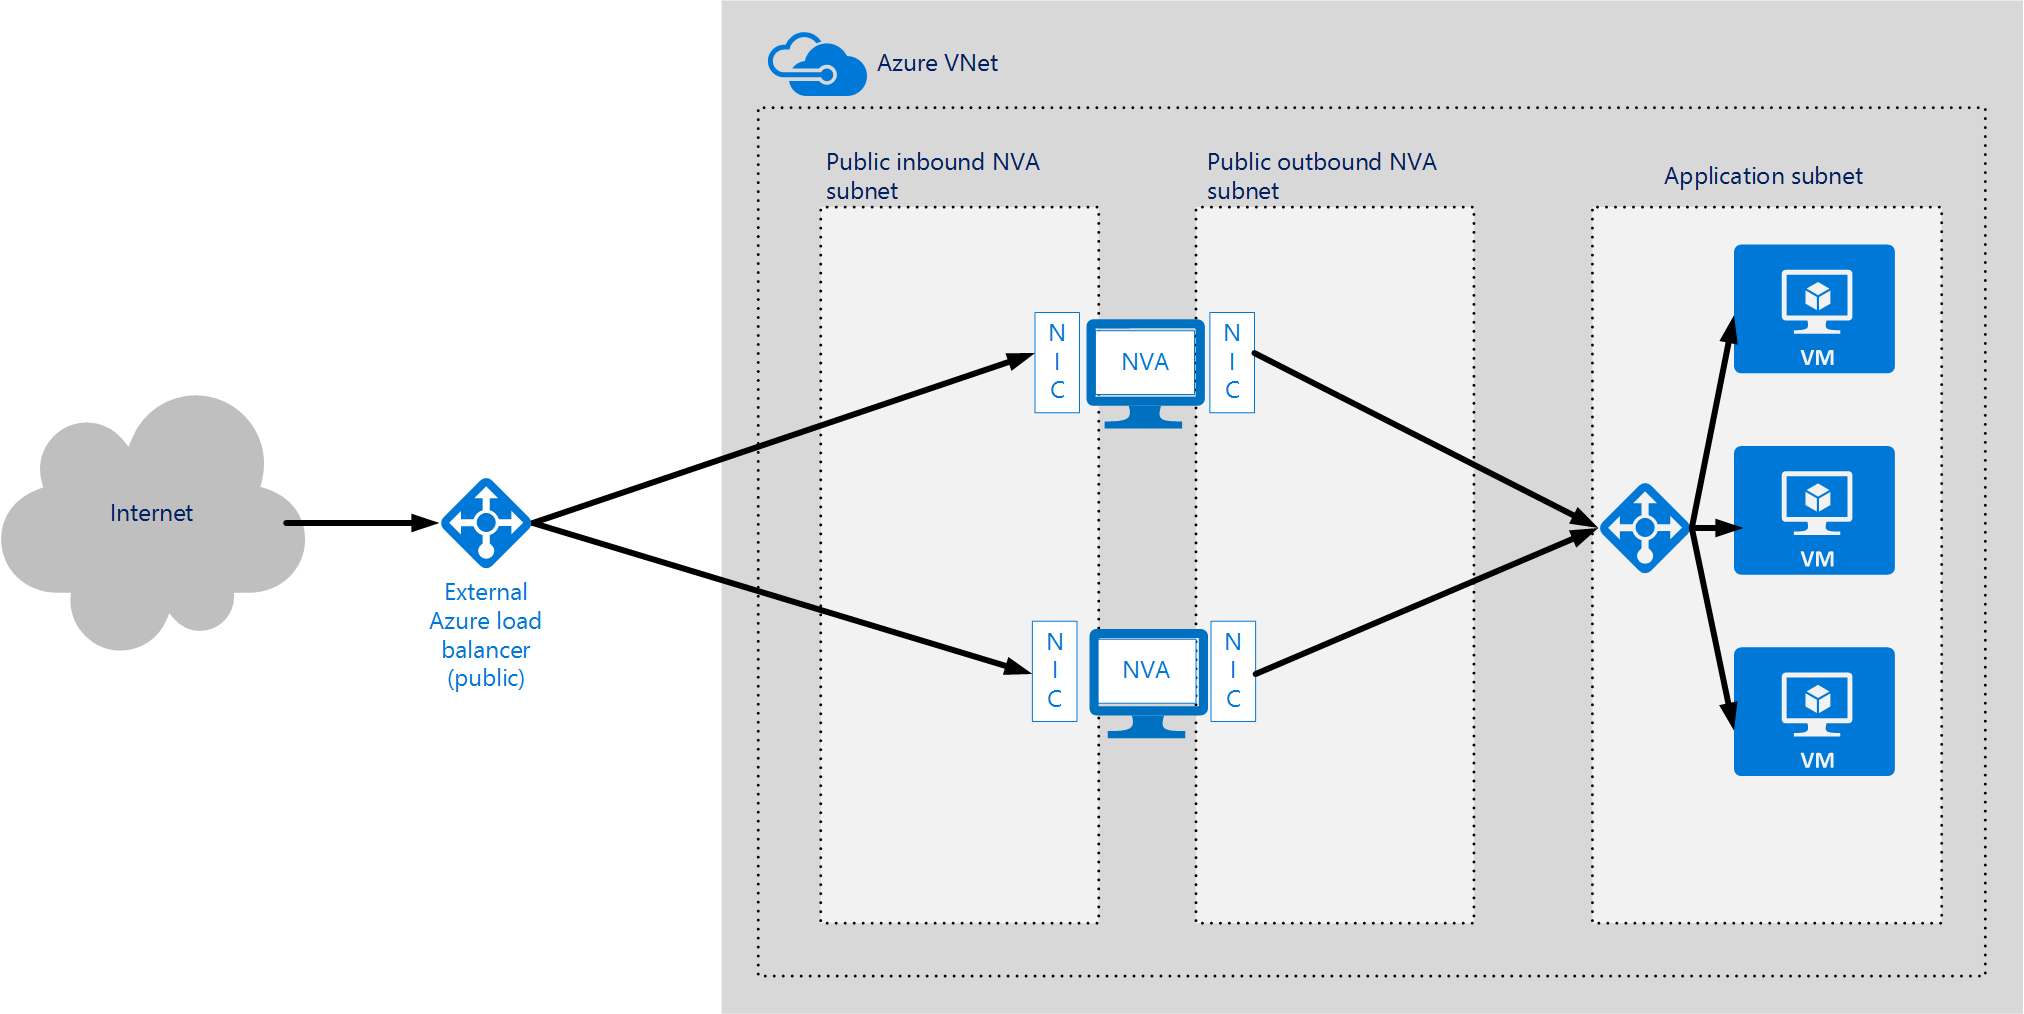 Azure VNet
Public inbound NVA
subnet
Public outbound NVA
subnet
Application subnet
Internet
External
Azure load
balancer
(public)
N
I
C
NVA
N
I
C
N
I
C
NVA
N
I
C
VM
VM
VM